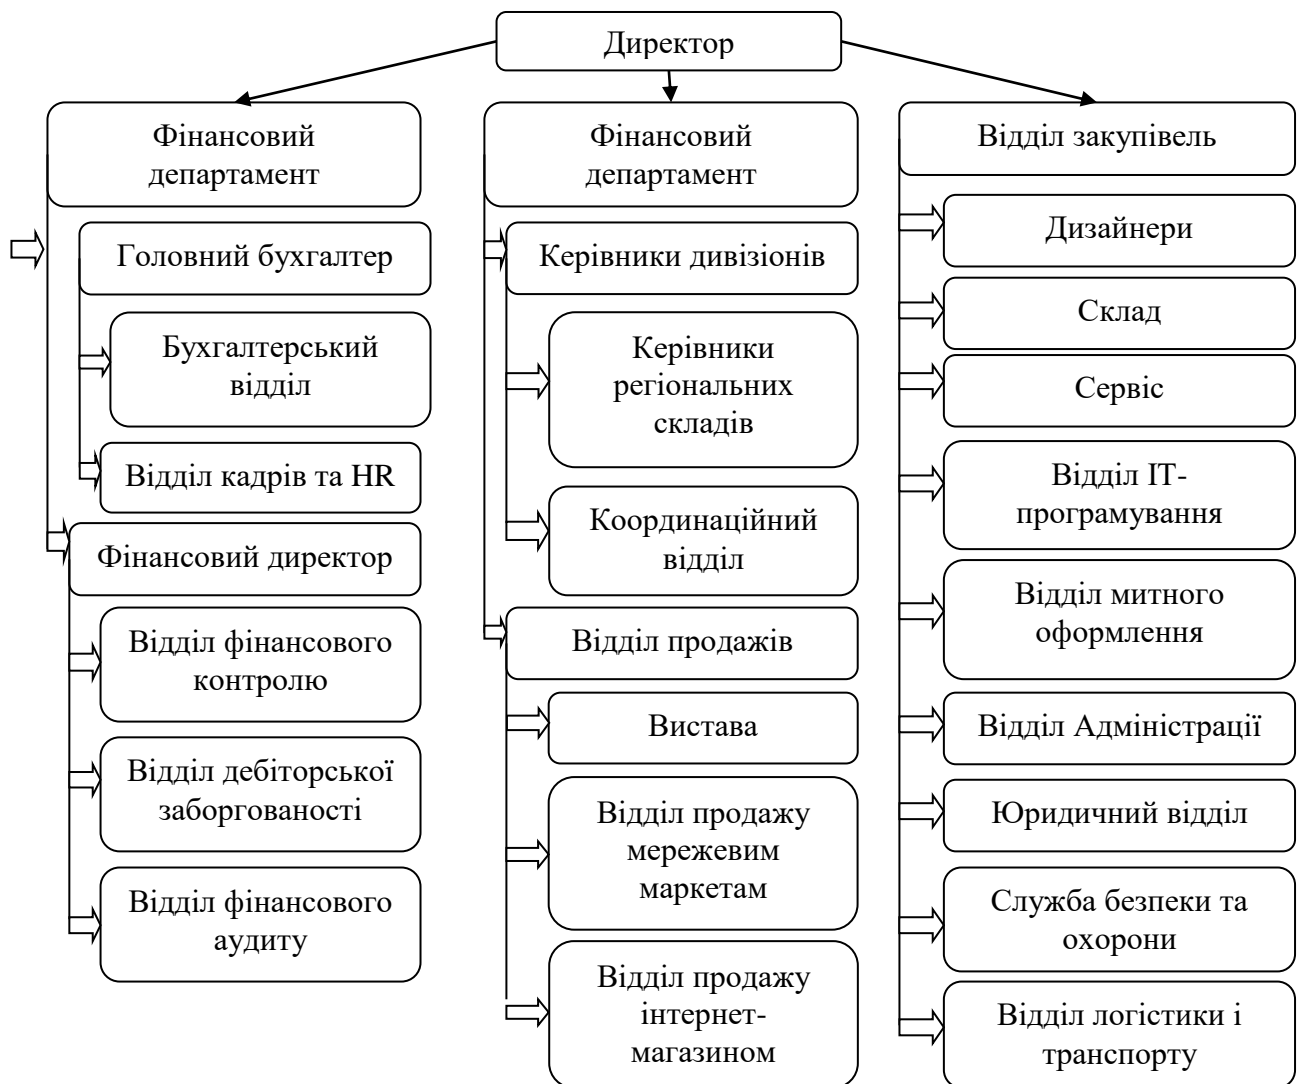 Директор
Фінансовий
департамент
Головний бухгалтер
Бухгалтерський
відділ
Відділ кадрів та HR
Фінансовий директор
Відділ фінансового
контролю
Відділ дебіторської
заборгованості
Відділ фінансового
аудиту
Фінансовий
департамент
Керівники дивізіонів
Керівники
регіональних
складів
Координаційний
відділ
Відділ продажів
Вистава
Відділ продажу
мережевим
маркетам
Відділ продажу
інтернет-
магазином
Відділ закупівель
Дизайнери
Склад
Сервіс
Відділ ІТ-
програмування
Відділ митного
оформлення
Відділ Адміністрації
Юридичний відділ
Служба безпеки та
охорони
Відділ логістики і
транспорту